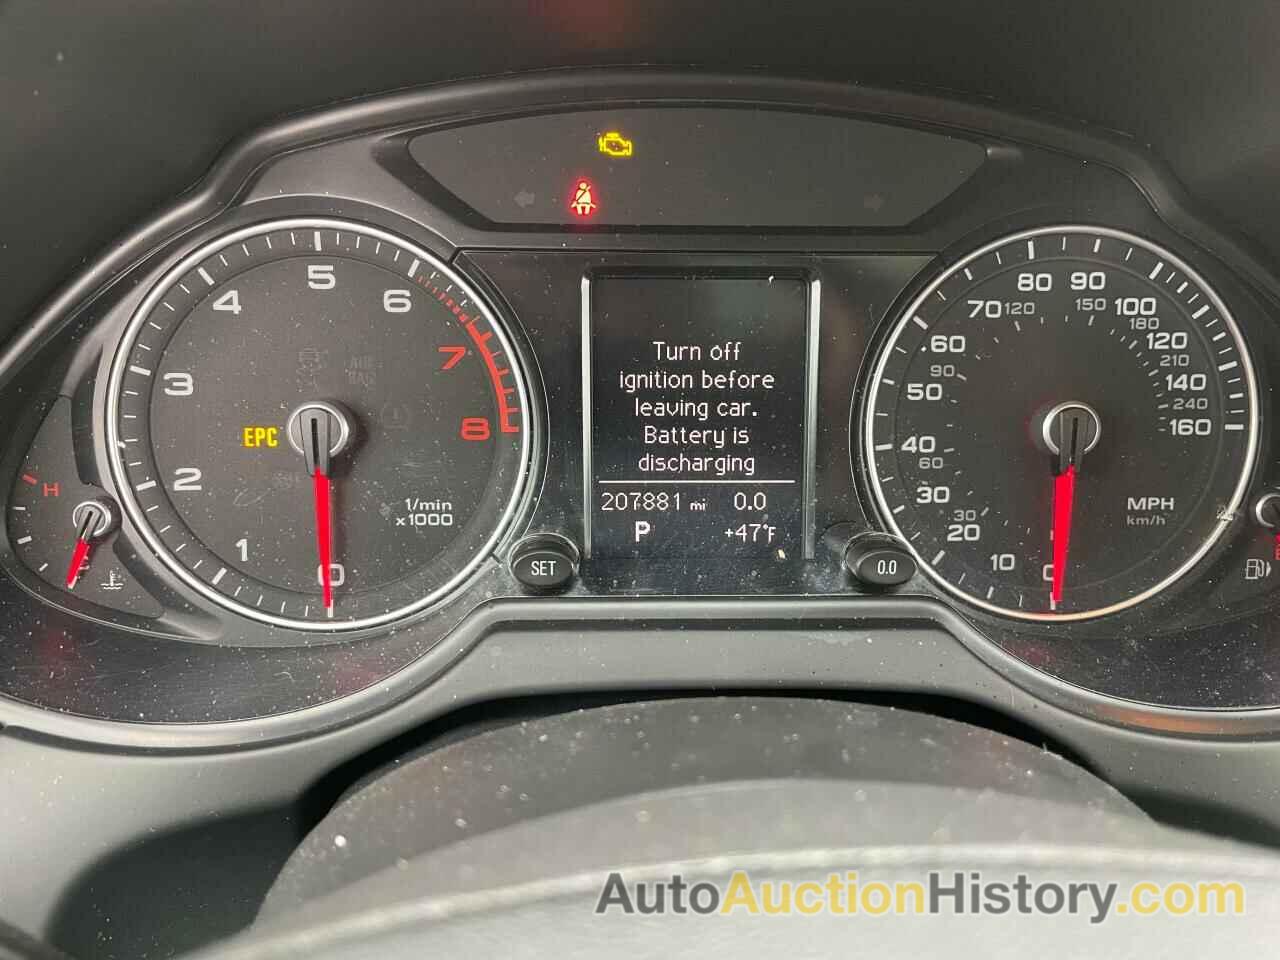 5
4
6
3
7
EPC
8
2
H
1/min
x1000
1
0
Turn off
ignition before
leaving car.
Battery is
discharging
207881 mi 0.0
P +47°F
SET
0.0
80 90
70 120 150 100
180
60 120
210
90 140
50 240
160
40
60
30 MPH
30 km/h
20
10
0
AutoAuctionHistory.com